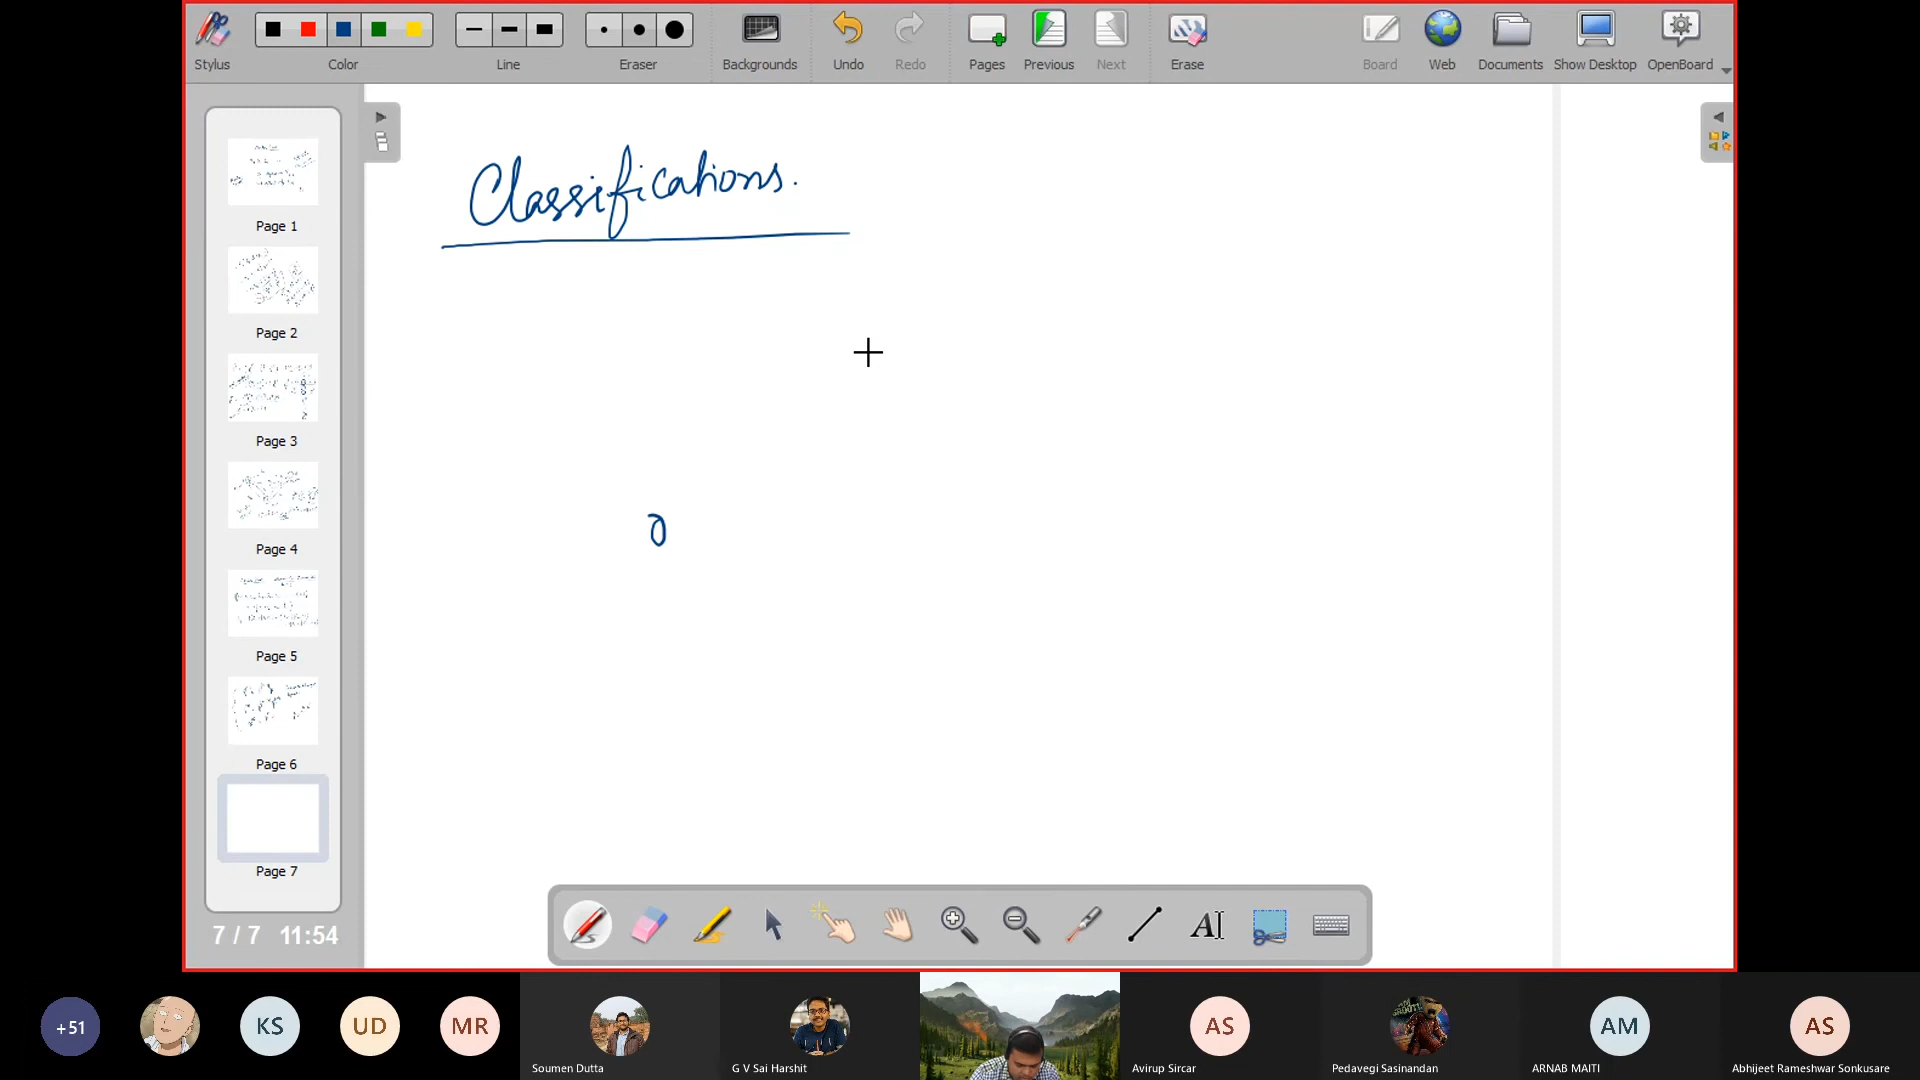 Stylus Color Line Eraser Backgrounds Undo Redo Pages Previous Next Erase Board Web Documents Show Desktop OpenBoard
Classifications.
Page 1
Page 2
Page 3
Page 4
Page 5
Page 6
Page 7
7 / 7 11:54
+51 KS UD MR AS AM AS
Soumen Dutta G V Sai Harshit Avirup Sircar Pedavegi Sasinandan ARNAB MAITI Abhijeet Rameshwar Sonkusare